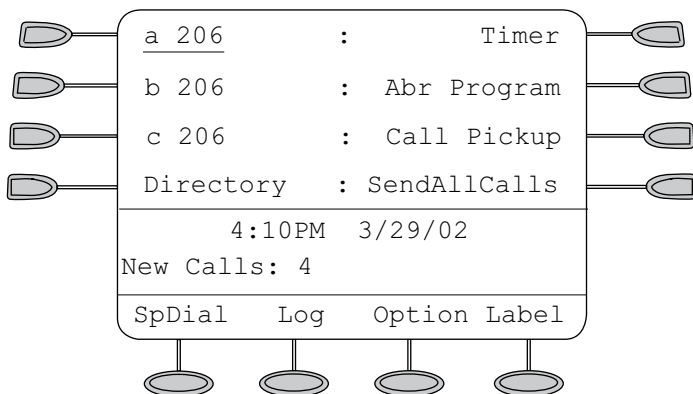 a 206 : Timer
b 206 : Abr Program
c 206 : Call Pickup
Directory : SendAllCalls
4:10PM 3/29/02
New Calls: 4
SpDial Log Option Label